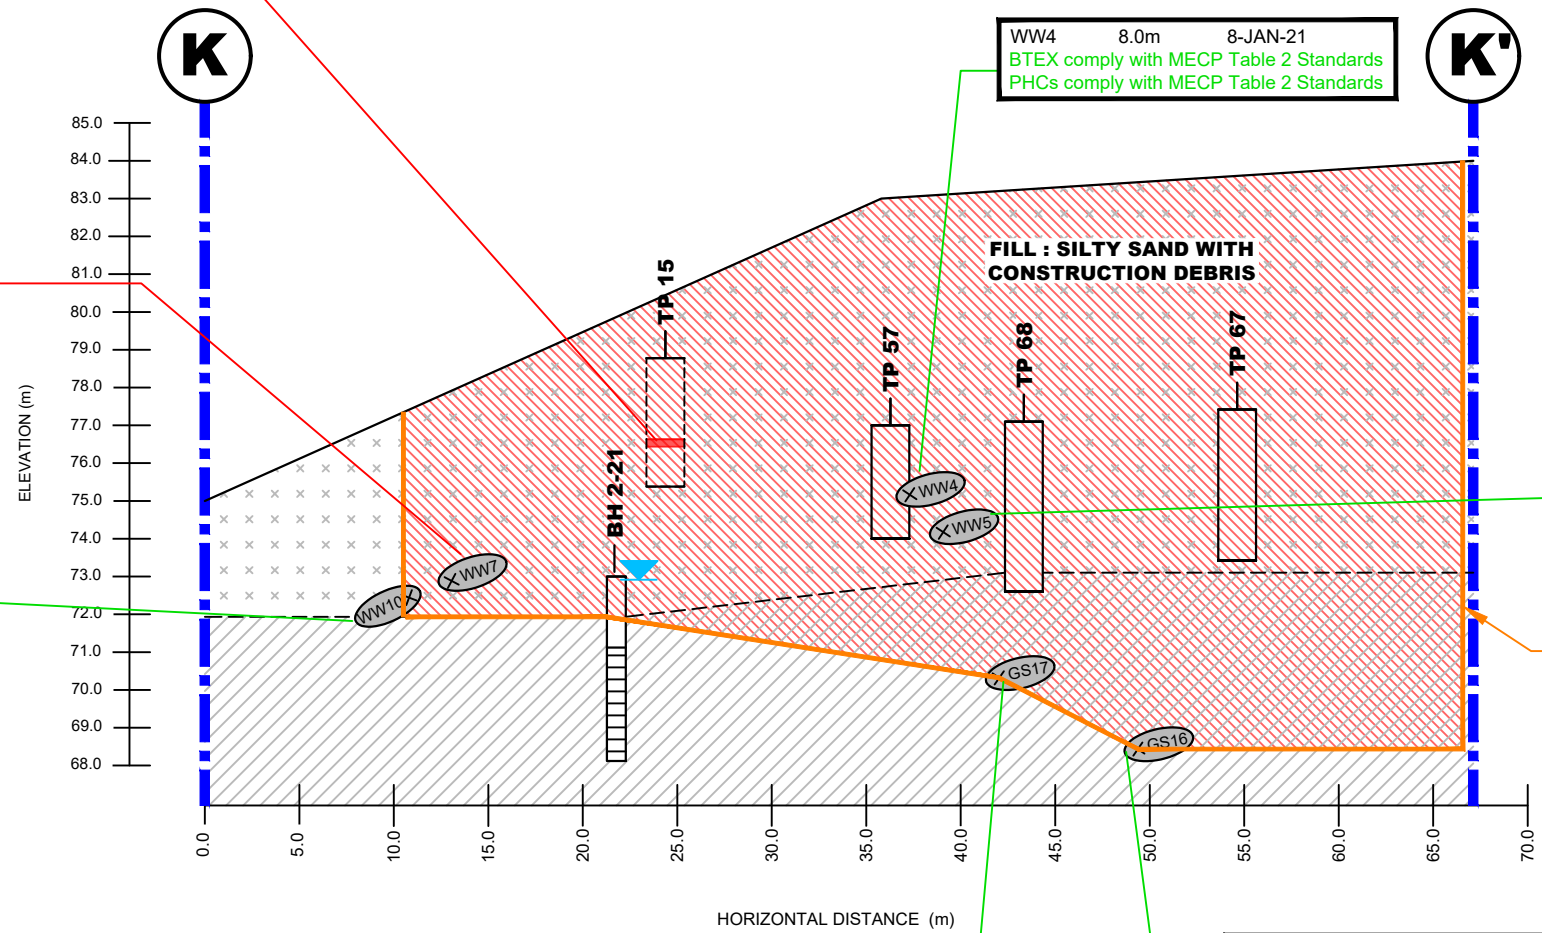 K
K'
WW4 8.0m 8-JAN-21
BTEX comply with MECP Table 2 Standards
PHCs comply with MECP Table 2 Standards
85.0
84.0
83.0
82.0
81.0
80.0
79.0
78.0
77.0
76.0
75.0
74.0
73.0
72.0
71.0
70.0
69.0
68.0
ELEVATION (m)
FILL : SILTY SAND WITH
CONSTRUCTION DEBRIS
TP 15
TP 57
TP 68
TP 67
BH 2-21
WW4
WW5
WW7
WW10
GS17
GS16
0.0
5.0
10.0
15.0
20.0
25.0
30.0
35.0
40.0
45.0
50.0
55.0
60.0
65.0
70.0
HORIZONTAL DISTANCE (m)